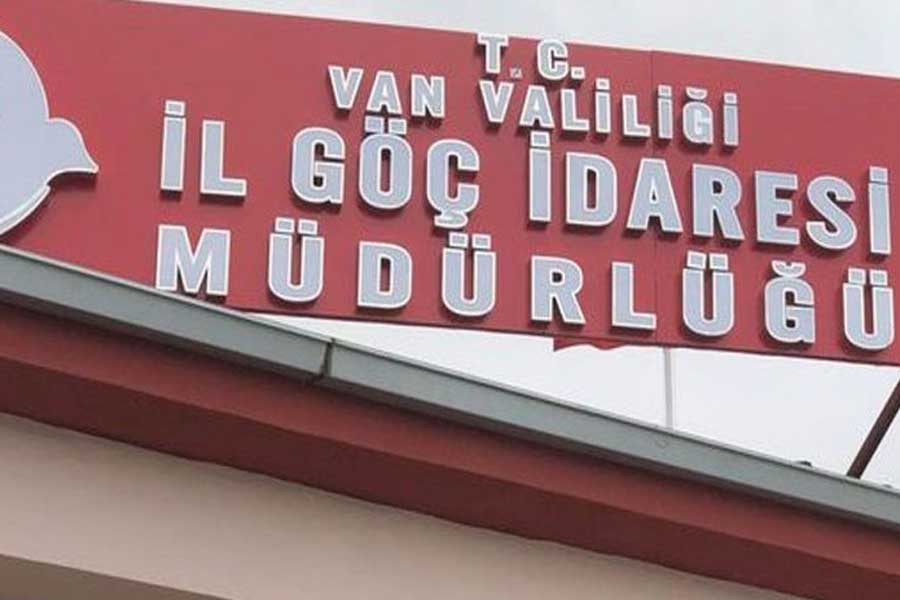 T.C.
VAN VALİLİĞİ
İL GÖÇ İDARESİ
MÜDÜRLÜĞÜ